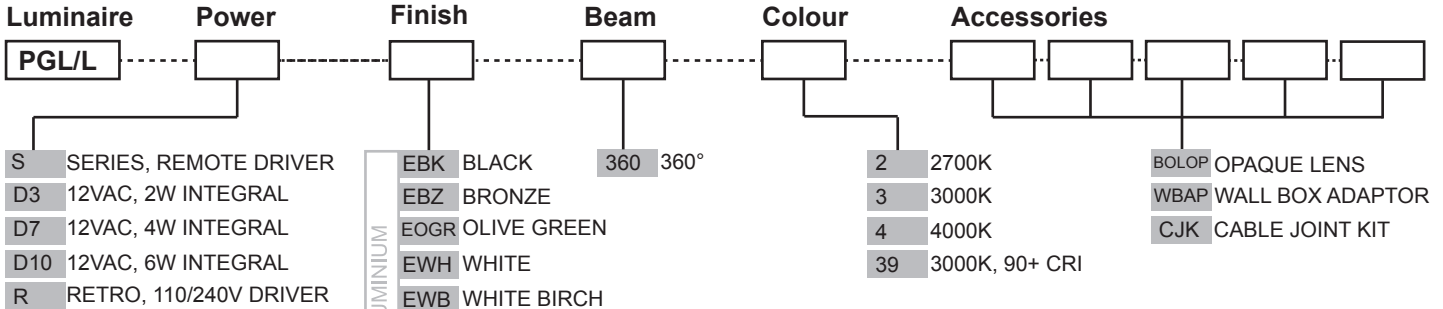 Luminaire Power Finish Beam Colour Accessories
PGL/L
S SERIES, REMOTE DRIVER EBK BLACK 360 360° 2 2700K BOLOP OPAQUE LENS
D3 12VAC, 2W INTEGRAL EBZ BRONZE 3 3000K WBAP WALL BOX ADAPTOR
D7 12VAC, 4W INTEGRAL EOGR OLIVE GREEN 4 4000K CJK CABLE JOINT KIT
D10 12VAC, 6W INTEGRAL EWH WHITE 39 3000K, 90+ CRI
R RETRO, 110/240V DRIVER EWB WHITE BIRCH